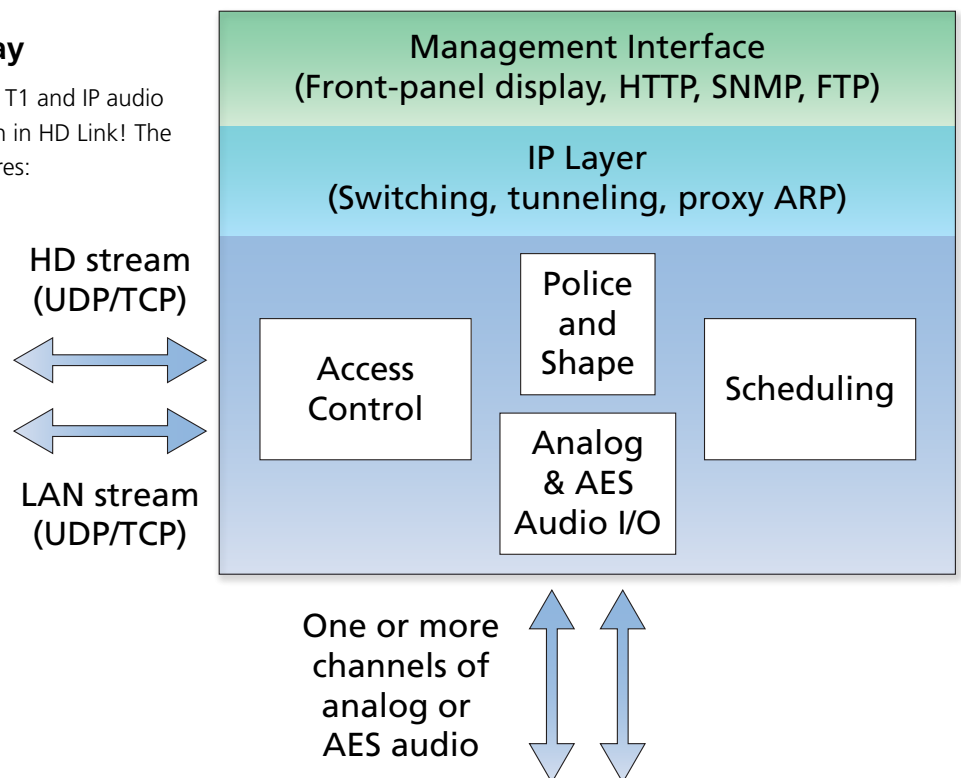 ay
T1 and IP audio
n in HD Link! The
res:
Management Interface
(Front-panel display, HTTP, SNMP, FTP)
IP Layer
(Switching, tunneling, proxy ARP)
HD stream
(UDP/TCP)
LAN stream
(UDP/TCP)
Access
Control
Police
and
Shape
Analog
& AES
Audio I/O
Scheduling
One or more
channels of
analog or
AES audio